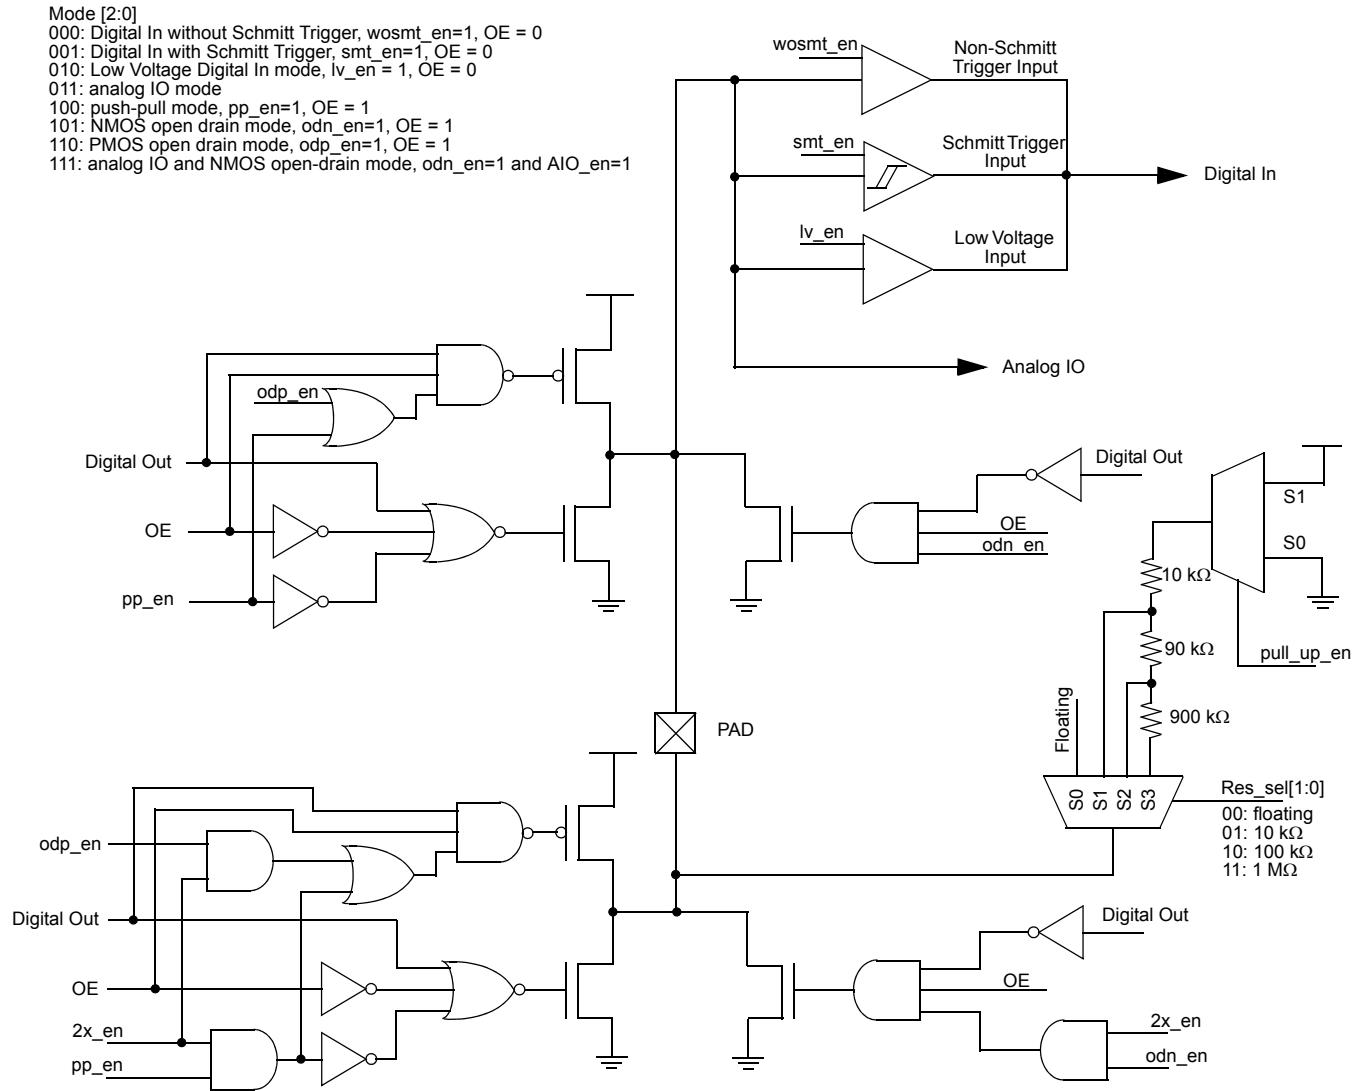 Mode [2:0]
000: Digital In without Schmitt Trigger, wosmt_en=1, OE = 0
001: Digital In with Schmitt Trigger, smt_en=1, OE = 0
010: Low Voltage Digital In mode, lv_en = 1, OE = 0
011: analog IO mode
100: push-pull mode, pp_en=1, OE = 1
101: NMOS open drain mode, odn_en=1, OE = 1
110: PMOS open drain mode, odp_en=1, OE = 1
111: analog IO and NMOS open-drain mode, odn_en=1 and AIO_en=1
wosmt_en
Non-Schmitt
Trigger Input
smt_en
Schmitt Trigger
Input
Digital In
lv_en
Low Voltage
Input
Analog IO
odp_en
Digital Out
OE
pp_en
Digital Out
OE
odn_en
S1
S0
10 kΩ
90 kΩ
pull_up_en
900 kΩ
Floating
PAD
S0
S1
S2
S3
Res_sel[1:0]
00: floating
01: 10 kΩ
10: 100 kΩ
11: 1 MΩ
odp_en
Digital Out
OE
2x_en
pp_en
Digital Out
OE
2x_en
odn_en